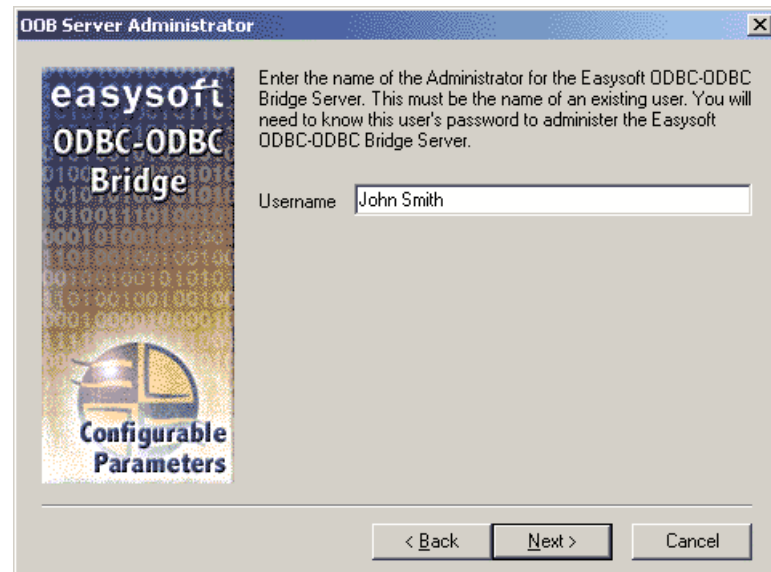 OOB Server Administrator
easysoft
ODBC-ODBC
Bridge
Configurable
Parameters
Enter the name of the Administrator for the Easysoft ODBC-ODBC
Bridge Server. This must be the name of an existing user. You will
need to know this user's password to administer the Easysoft
ODBC-ODBC Bridge Server.
Username John Smith
< Back Next > Cancel